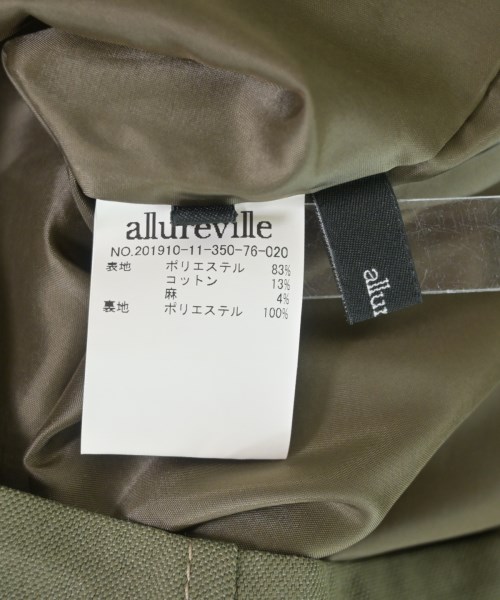 allureville
NO.201910-11-350-76-020
表地 ポリエステル 83%
コットン 13%
麻 4%
裏地 ポリエステル 100%
allur